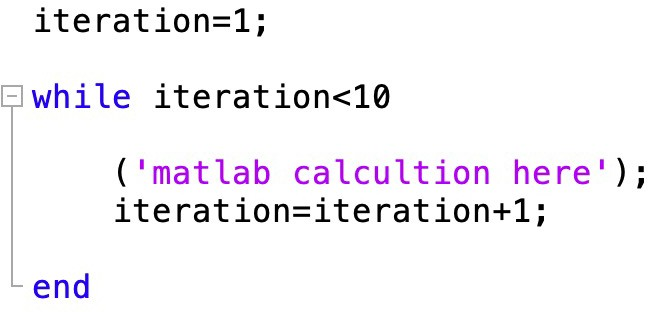 iteration=1;
while iteration<10
('matlab calcultion here');
iteration=iteration+1;
end